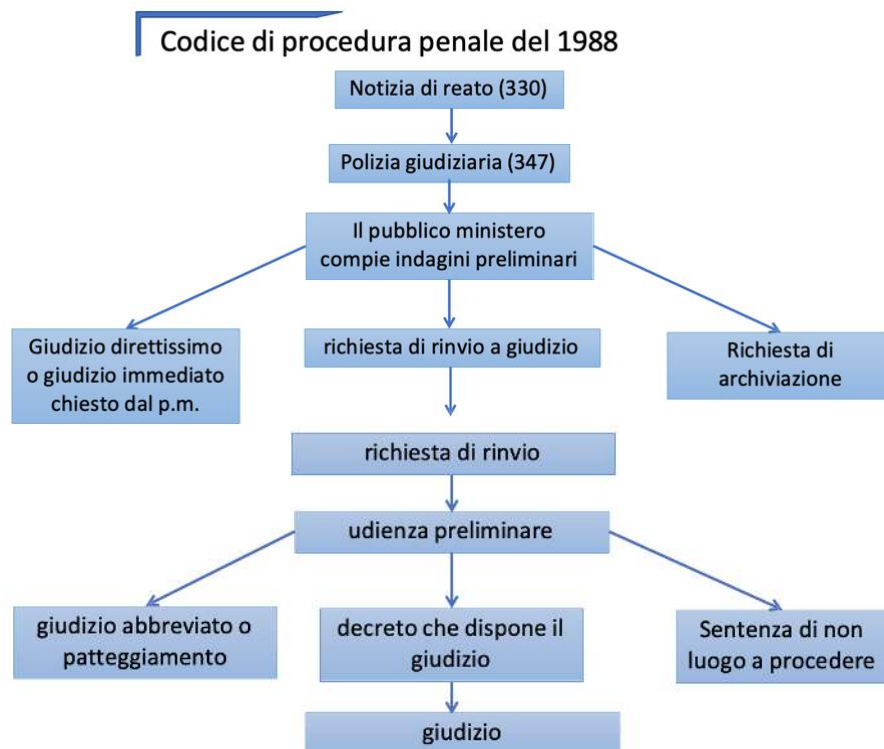 Codice di procedura penale del 1988
Notizia di reato (330)
Polizia giudiziaria (347)
Il pubblico ministero
compie indagini preliminari
Giudizio direttissimo
o giudizio immediato
chiesto dal p.m.
richiesta di rinvio a giudizio
Richiesta di
archiviazione
richiesta di rinvio
udienza preliminare
giudizio abbreviato o
patteggiamento
decreto che dispone il
giudizio
Sentenza di non
luogo a procedere
giudizio